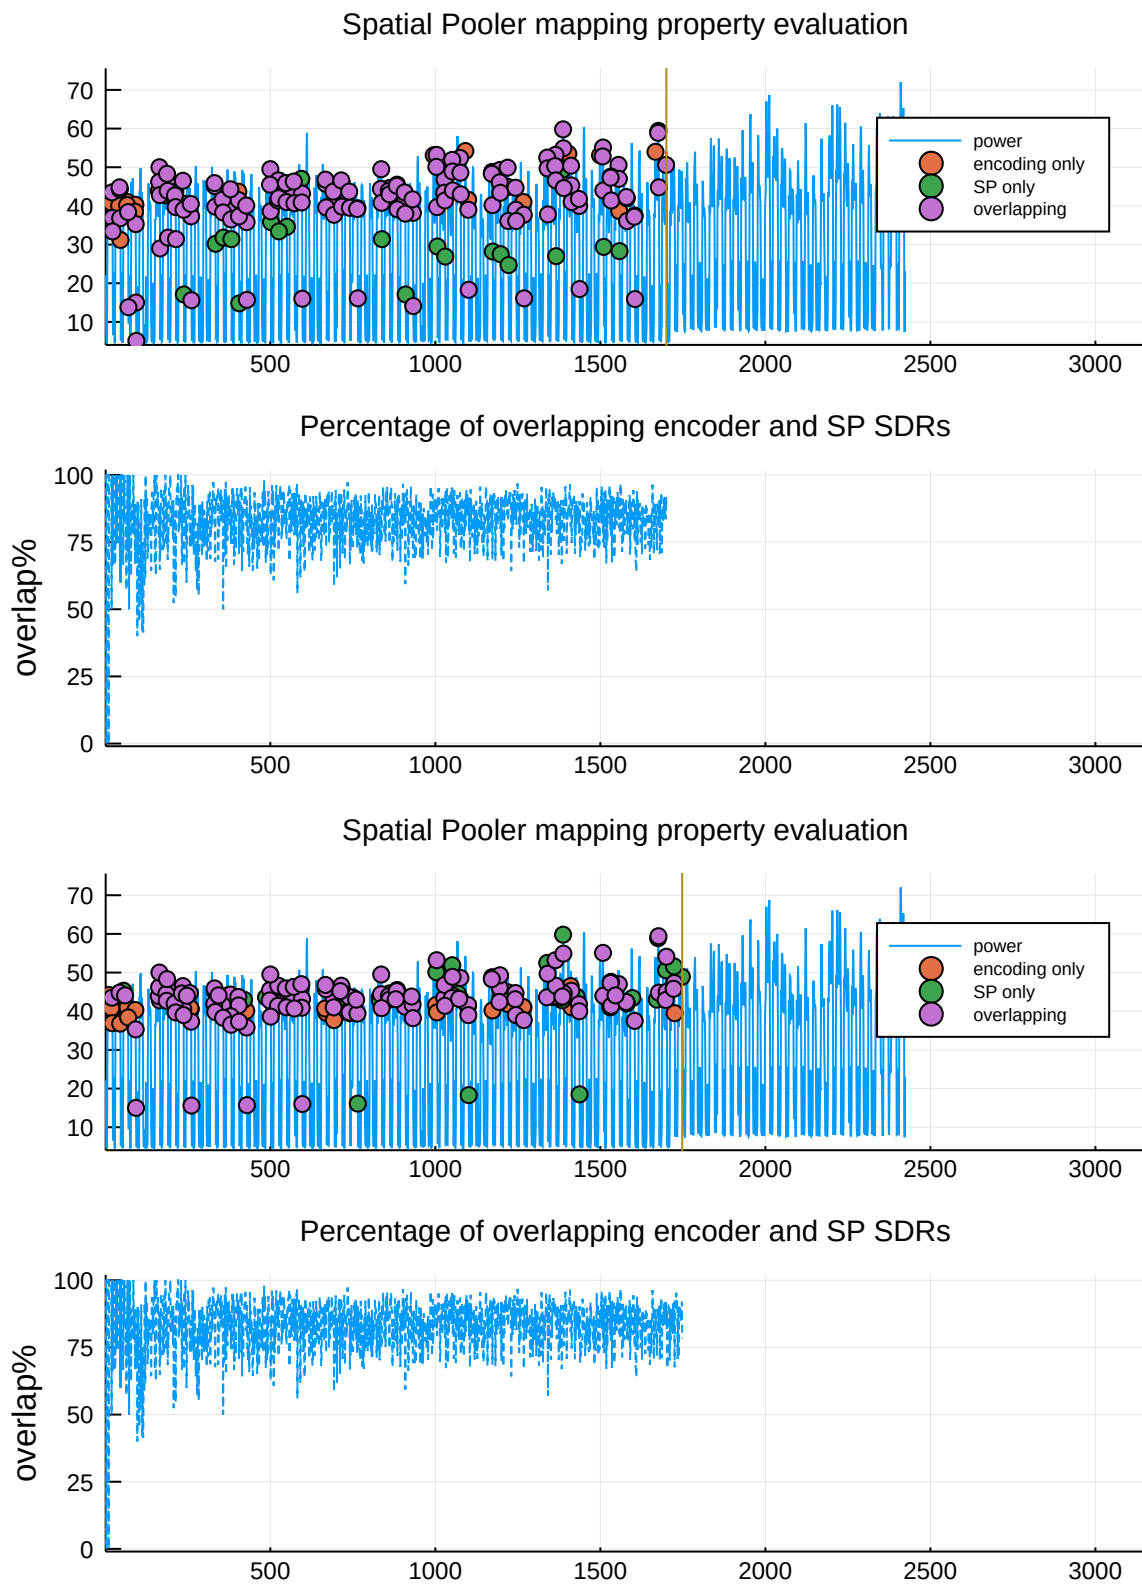 Spatial Pooler mapping property evaluation
70
60
50
40
30
20
10
power
encoding only
SP only
overlapping
500 1000 1500 2000 2500 3000
Percentage of overlapping encoder and SP SDRs
overlap%
100
75
50
25
0
500 1000 1500 2000 2500 3000
Spatial Pooler mapping property evaluation
70
60
50
40
30
20
10
power
encoding only
SP only
overlapping
500 1000 1500 2000 2500 3000
Percentage of overlapping encoder and SP SDRs
overlap%
100
75
50
25
0
500 1000 1500 2000 2500 3000